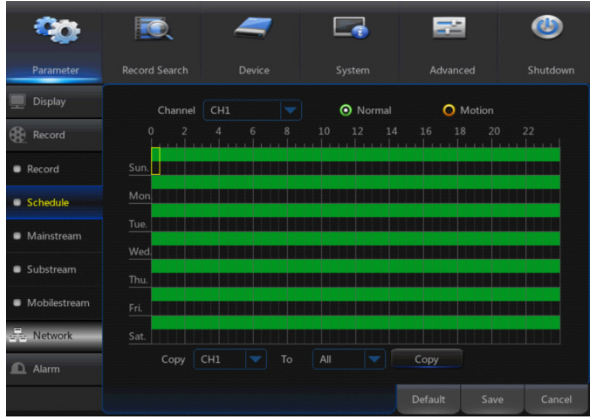 Parameter Record Search Device System Advanced Shutdown
Display
Record
Record
Schedule
Mainstream
Substream
Mobilestream
Network
Alarm
Channel CH1 Normal Motion
0 2 4 6 8 10 12 14 16 18 20 22
Sun.
Mon
Tue.
Wed.
Thu.
Fri.
Sat.
Copy CH1 To All Copy
Default Save Cancel